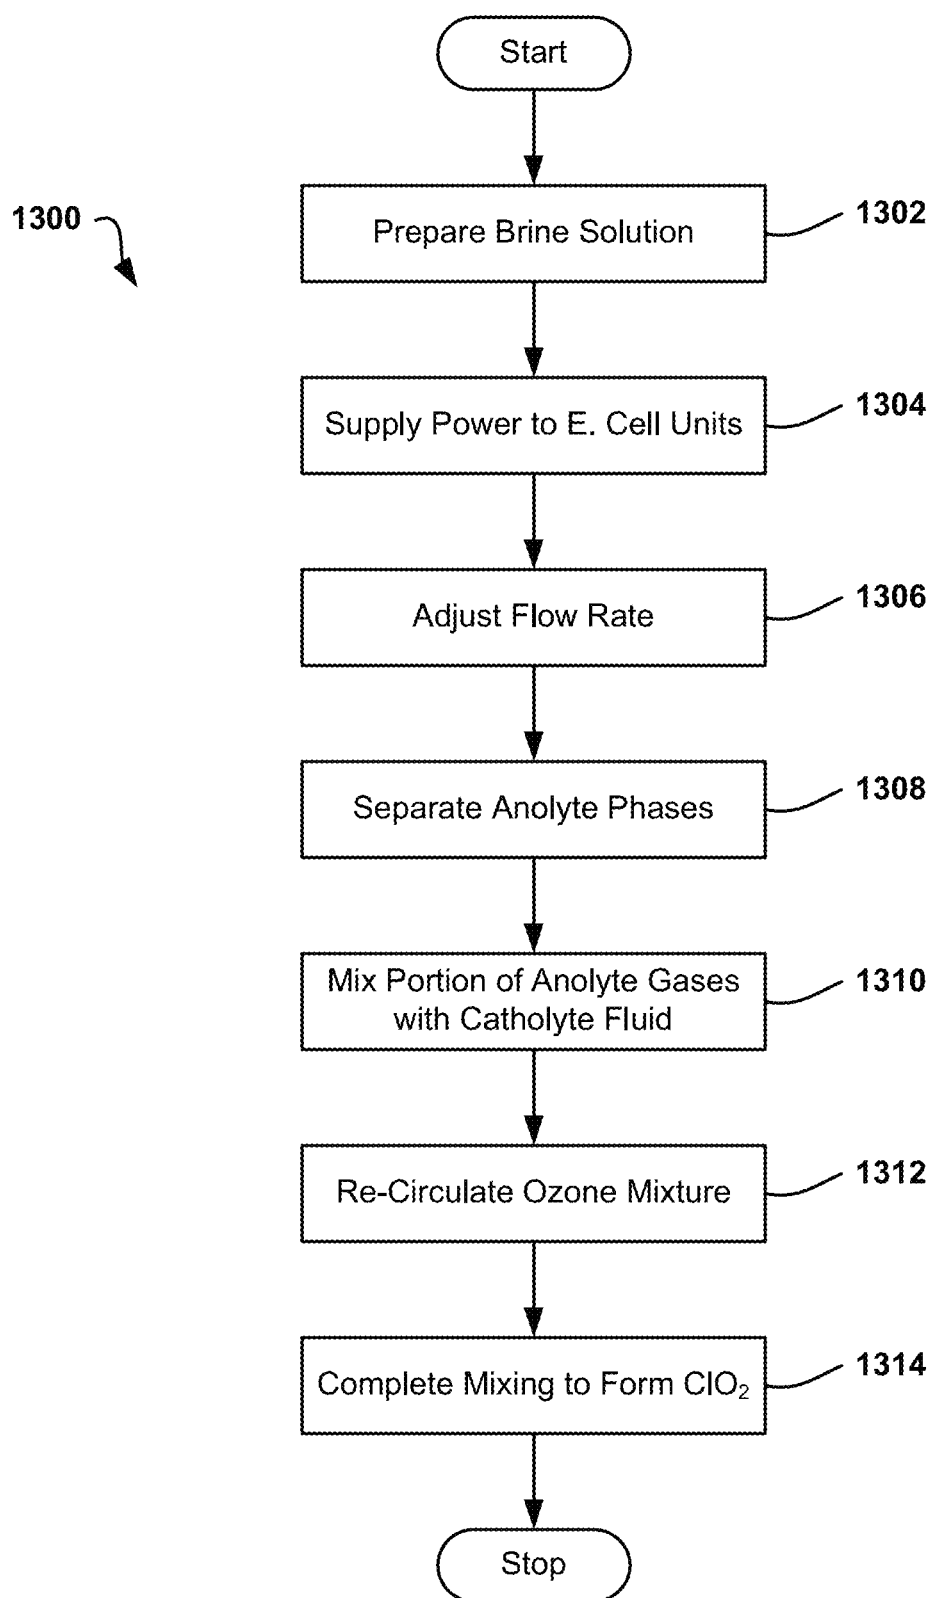 Start
1300
Prepare Brine Solution
1302
Supply Power to E. Cell Units
1304
Adjust Flow Rate
1306
Separate Anolyte Phases
1308
Mix Portion of Anolyte Gases
with Catholyte Fluid
1310
Re-Circulate Ozone Mixture
1312
Complete Mixing to Form ClO₂
1314
Stop